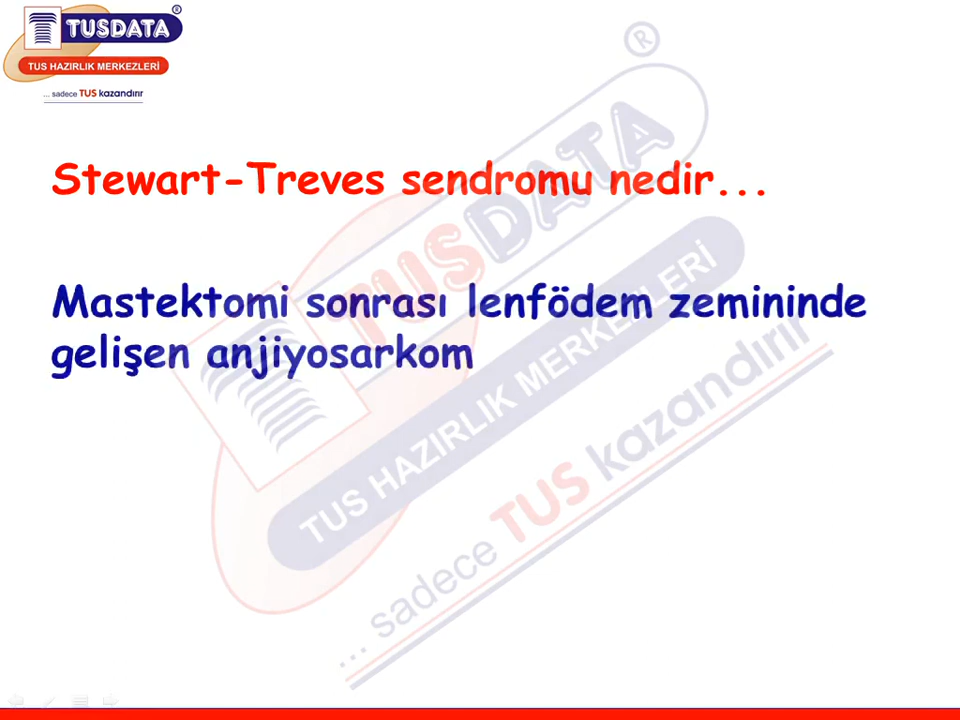 TUSDATA®
TUS HAZIRLIK MERKEZLERİ
... sadece TUS kazandırır
Stewart-Treves sendromu nedir...
Mastektomi sonrası lenfödem zemininde
gelişen anjiyosarkom
TUSDATA®
TUS HAZIRLIK MERKEZLERİ
... sadece TUS kazandırır